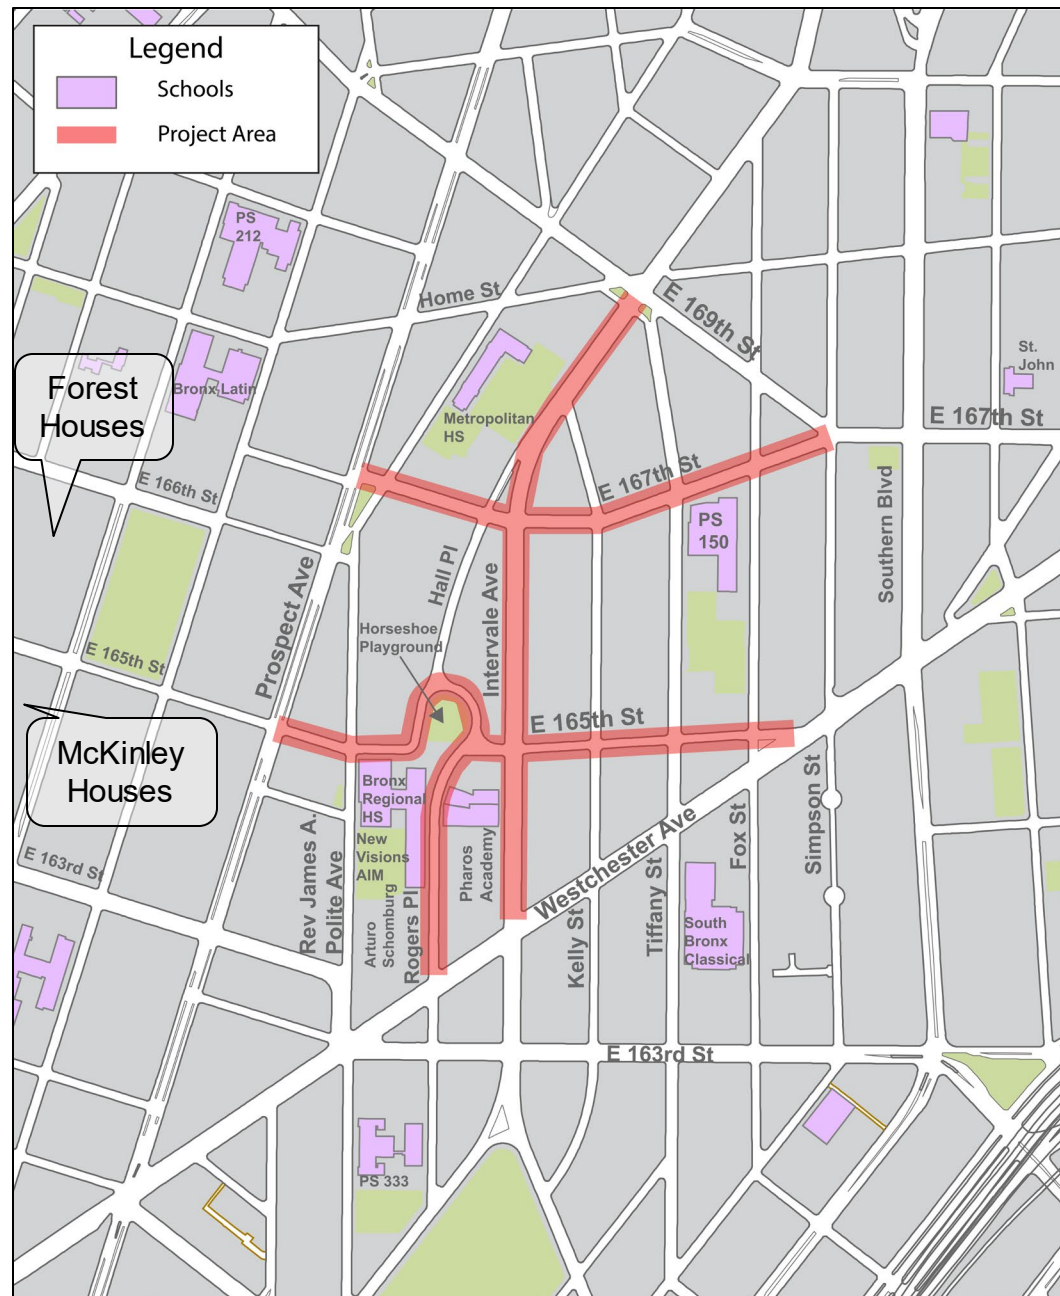 Legend
Schools
Project Area
PS
212
Home St
E 169th St
St.
John
Forest
Houses
Bronx Latin
Metropolitan
HS
E 167th St
E 167th St
E 166th St
PS
150
Southern Blvd
Hall Pl
Intervale Ave
Prospect Ave
Horseshoe
Playground
E 165th St
E 165th St
McKinley
Houses
Bronx
Regional
HS
New
Visions
AIM
Pharos
Academy
Arturo
Schomburg
Rogers Pl
Rev James A.
Polite Ave
E 163rd St
Westchester Ave
Simpson St
Fox St
Tiffany St
Kelly St
South
Bronx
Classical
E 163rd St
PS 333